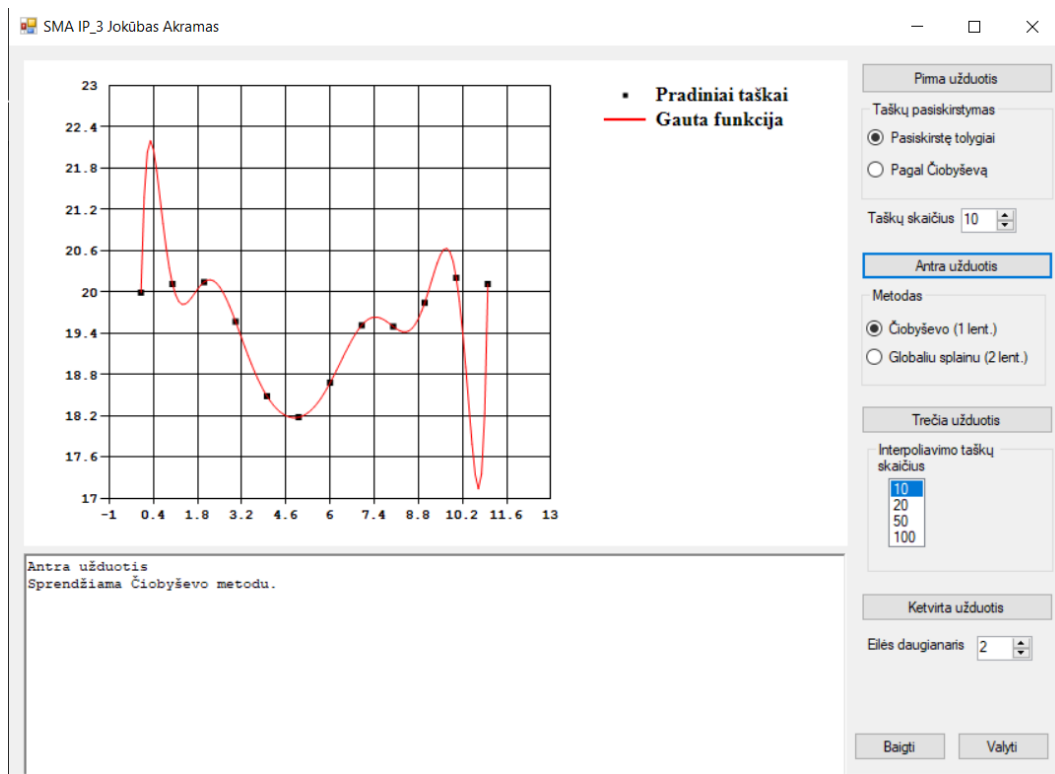 SMA IP_3 Jokūbas Akramas
23
22.4
21.8
21.2
20.6
20
19.4
18.8
18.2
17.6
17
-1 0.4 1.8 3.2 4.6 6 7.4 8.8 10.2 11.6 13
Pradiniai taškai
Gauta funkcija
Antra užduotis
Sprendžiama Čiobyševo metodu.
Pirma užduotis
Taškų pasiskirstymas
Pasiskirstę tolygiai
Pagal Čiobyševą
Taškų skaičius 10
Antra užduotis
Metodas
Čiobyševo (1 lent.)
Globaliu splainu (2 lent.)
Trečia užduotis
Interpoliavimo taškų
skaičius
10
20
50
100
Ketvirta užduotis
Eilės daugianaris 2
Baigti Valyti